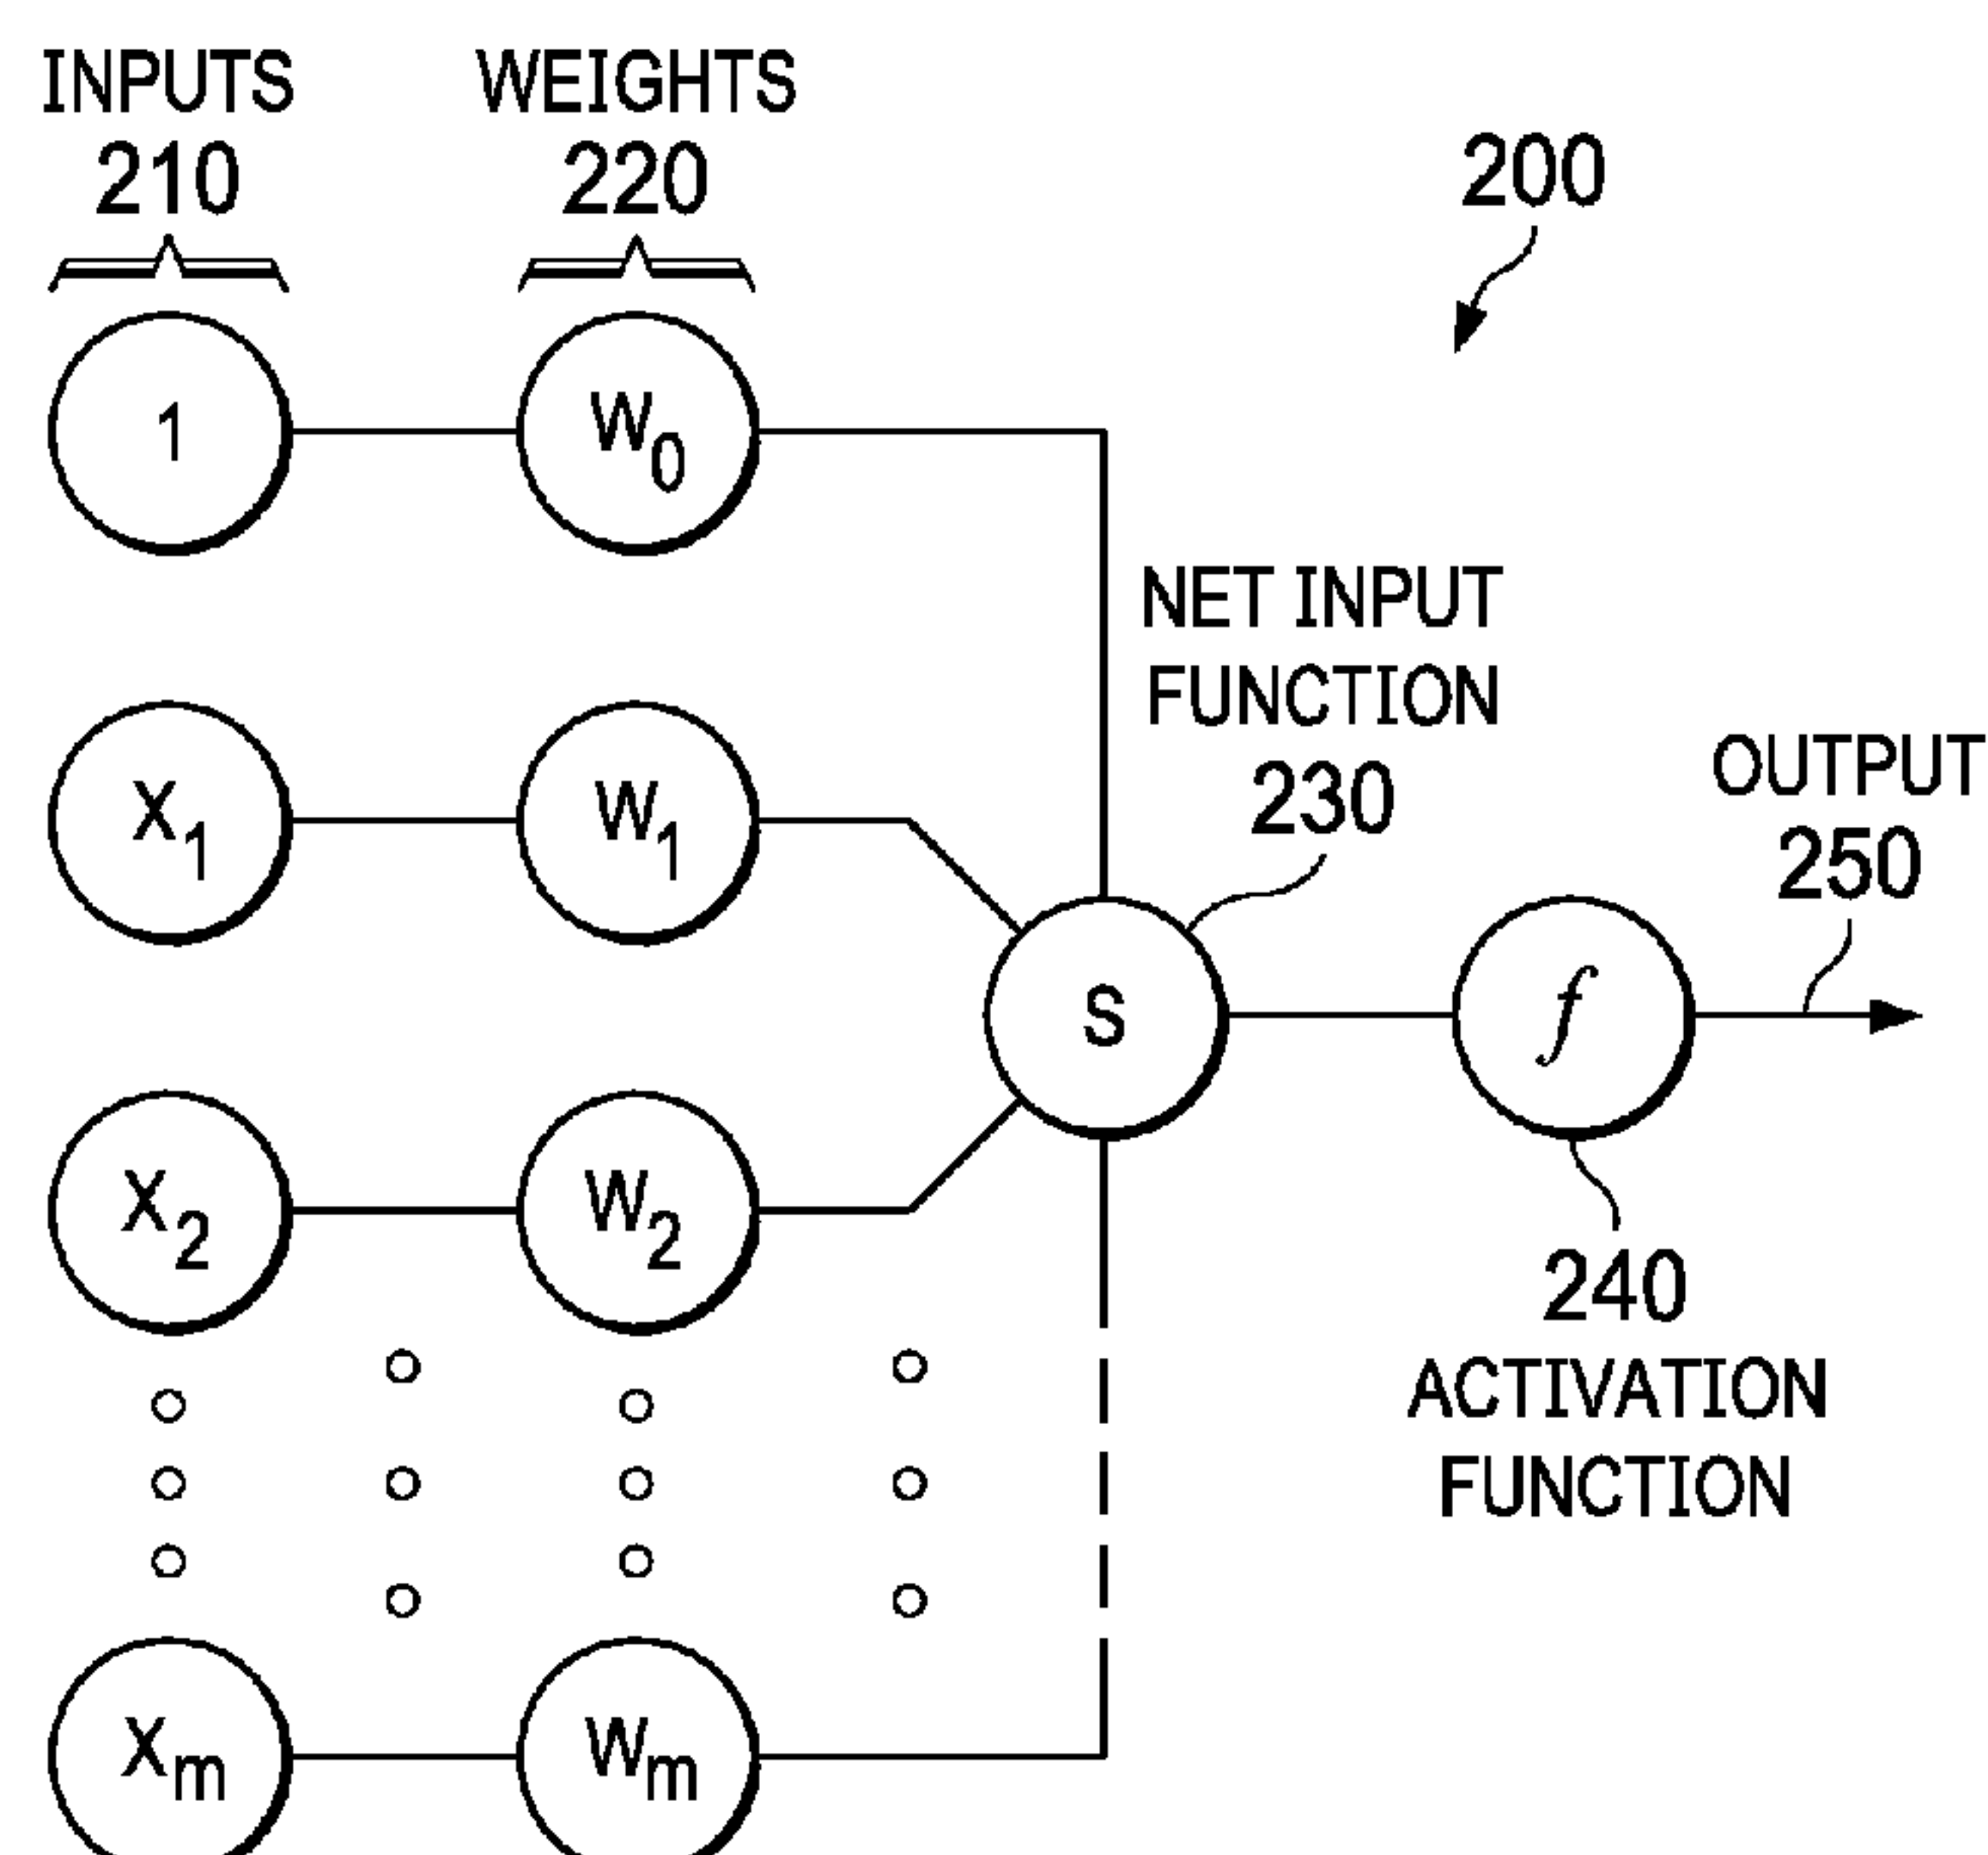 INPUTS
210
WEIGHTS
220
200
1
W0
X1
W1
NET INPUT
FUNCTION
230
OUTPUT
250
S
f
X2
W2
240
ACTIVATION
FUNCTION
Xm
Wm